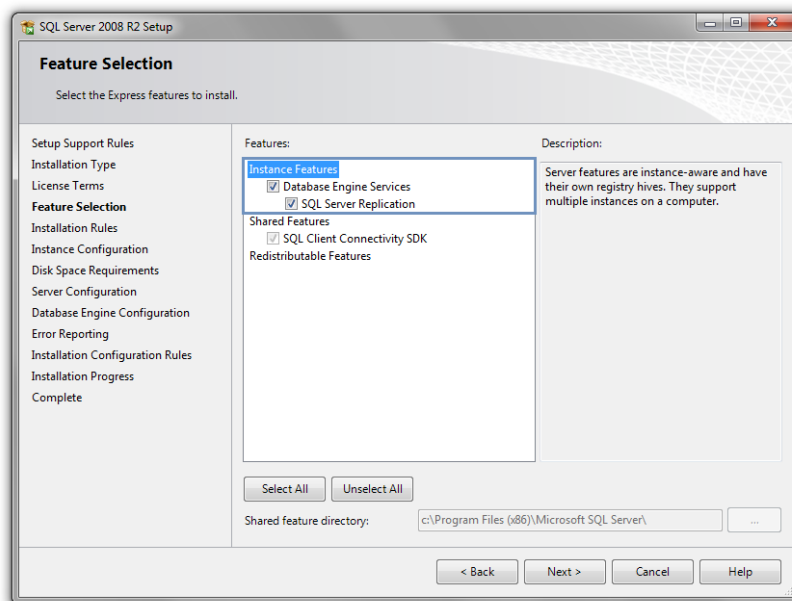 SQL Server 2008 R2 Setup
Feature Selection
Select the Express features to install.
Setup Support Rules
Installation Type
License Terms
Feature Selection
Installation Rules
Instance Configuration
Disk Space Requirements
Server Configuration
Database Engine Configuration
Error Reporting
Installation Configuration Rules
Installation Progress
Complete
Features:
Instance Features
Database Engine Services
SQL Server Replication
Shared Features
SQL Client Connectivity SDK
Redistributable Features
Description:
Server features are instance-aware and have
their own registry hives. They support
multiple instances on a computer.
Select All
Unselect All
Shared feature directory:
c:\Program Files (x86)\Microsoft SQL Server\
...
< Back
Next >
Cancel
Help